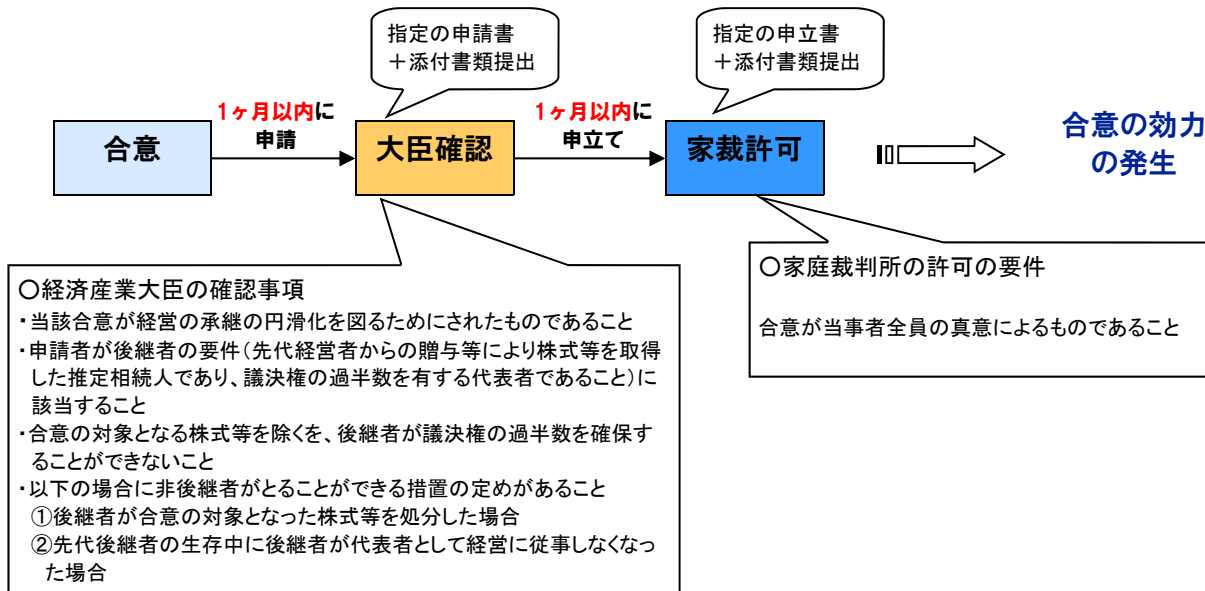 指定の申請書
＋添付書類提出
指定の申立書
＋添付書類提出
合意
1ヶ月以内に
申請
大臣確認
1ヶ月以内に
申立て
家裁許可
合意の効力
の発生
〇経済産業大臣の確認事項
・当該合意が経営の承継の円滑化を図るためにされたものであること
・申請者が後継者の要件（先代経営者からの贈与等により株式等を取得
した推定相続人であり、議決権の過半数を有する代表者であること）に
該当すること
・合意の対象となる株式等を除くを、後継者が議決権の過半数を確保す
ることができないこと
・以下の場合に非後継者がとることができる措置の定めがあること
①後継者が合意の対象となった株式等を処分した場合
②先代後継者の生存中に後継者が代表者として経営に従事しなくなっ
た場合
〇家庭裁判所の許可の要件
合意が当事者全員の真意によるものであること